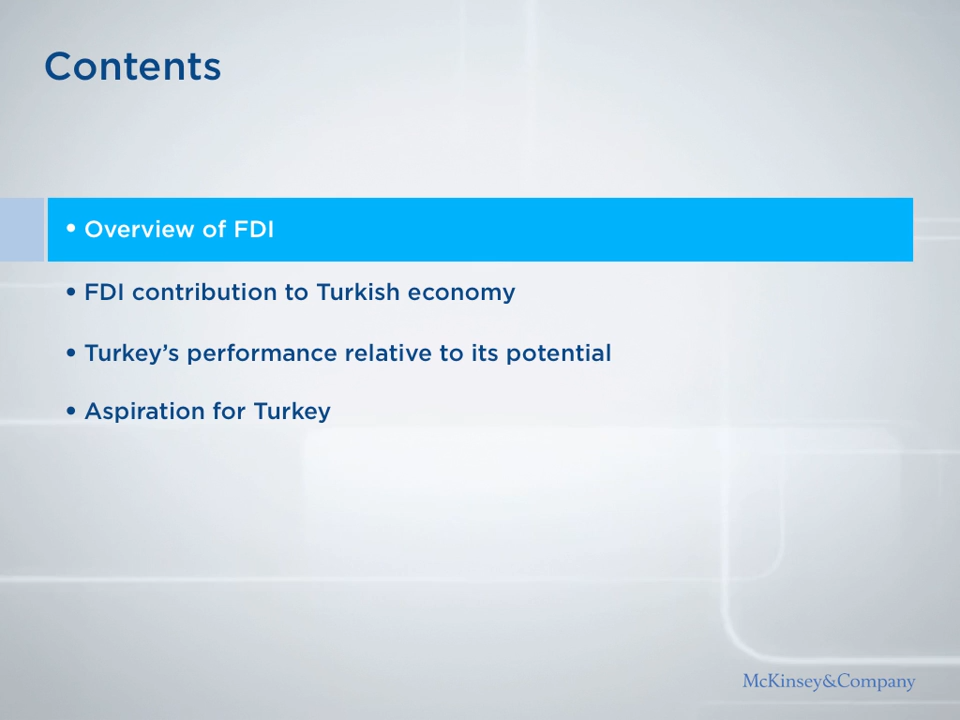 Contents
• Overview of FDI
• FDI contribution to Turkish economy
• Turkey’s performance relative to its potential
• Aspiration for Turkey
McKinsey&Company